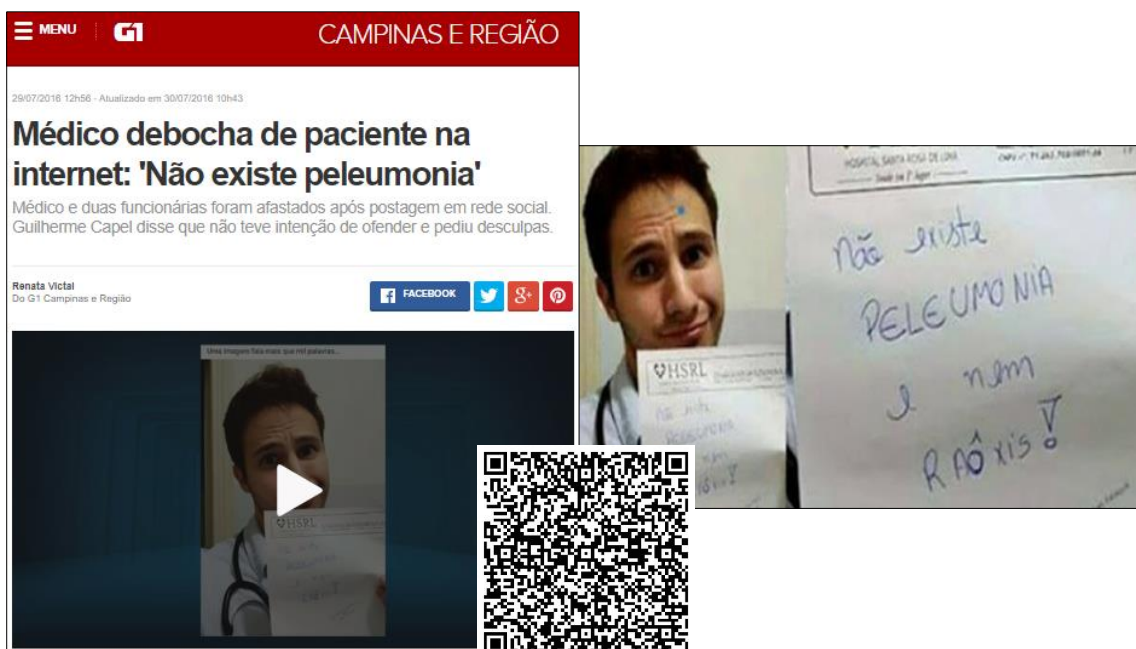 MENU G1 CAMPINAS E REGIÃO
29/07/2016 12h56 - Atualizado em 30/07/2016 10h43
Médico debocha de paciente na
internet: 'Não existe peleumonia'
Médico e duas funcionárias foram afastados após postagem em rede social.
Guilherme Capel disse que não teve intenção de ofender e pediu desculpas.
Renata Victal
Do G1 Campinas e Região
FACEBOOK
Uma imagem fala mais que mil palavras...
HSRL
HOSPITAL SANTA ROSA DE LIMA
não existe
PELEUMONIA
e nem
RAÔXIS!
HSRL